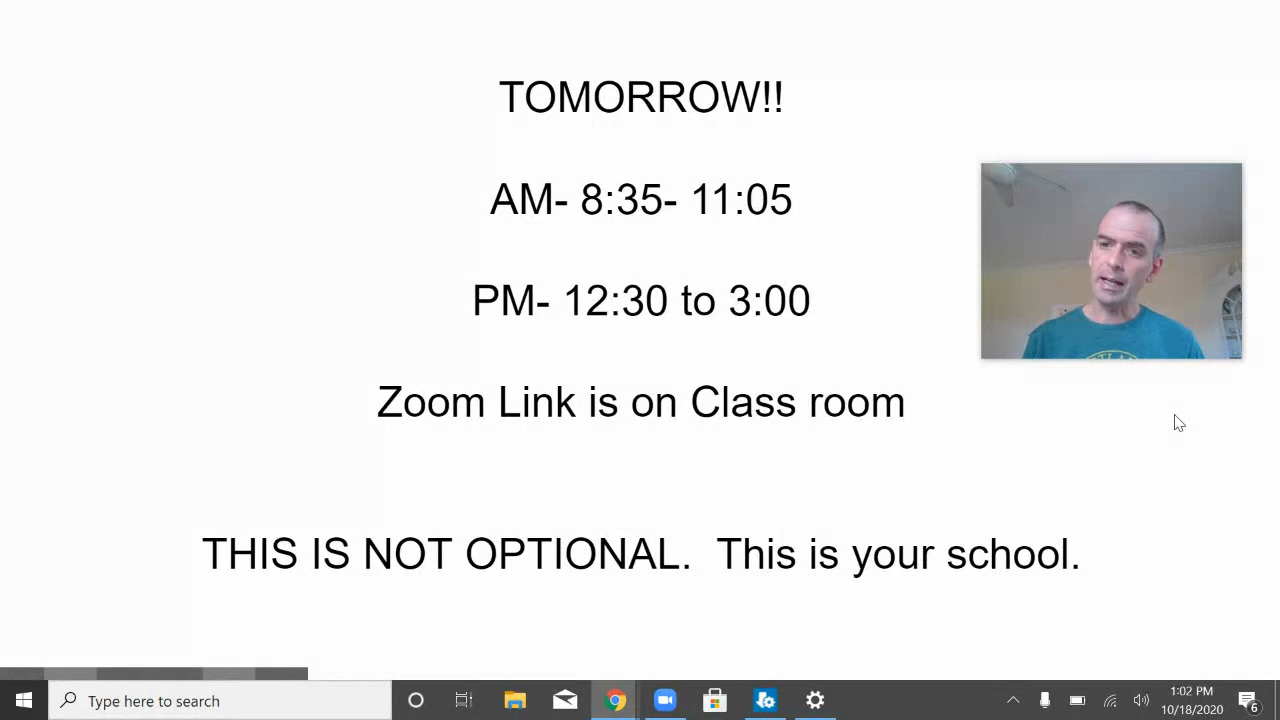 TOMORROW!!
AM- 8:35- 11:05
PM- 12:30 to 3:00
Zoom Link is on Class room
THIS IS NOT OPTIONAL.  This is your school.
Type here to search
1:02 PM
10/18/2020
6